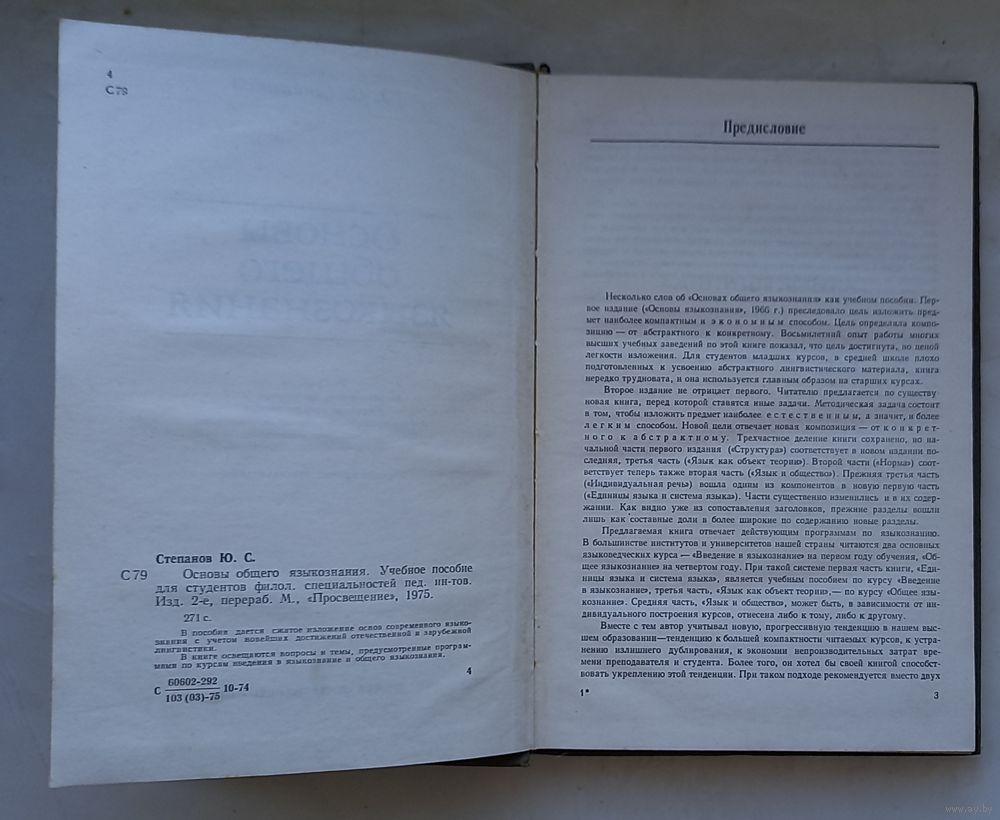 4
С 79
Степанов Ю. С.
С 79 Основы общего языкознания. Учебное пособие
для студентов филол. специальностей пед. ин-тов.
Изд. 2-е, перераб. М., «Просвещение», 1975.
271 с.
В пособии дается сжатое изложение основ современного языко-
знания с учетом новейших достижений отечественной и зарубежной
лингвистики.
В книге освещаются вопросы и темы, предусмотренные програм-
мами по курсам введения в языкознание и общего языкознания.
С 60602-292 10-74
103 (03)-75
4
Предисловие
Несколько слов об «Основах общего языкознания» как учебном пособии. Пер-
вое издание («Основы языкознания», 1966 г.) преследовало цель изложить пред-
мет наиболее компактным и экономным способом. Цель определяла компо-
зицию — от абстрактного к конкретному. Восьмилетний опыт работы многих
высших учебных заведений по этой книге показал, что цель достигнута, но ценой
легкости изложения. Для студентов младших курсов, в средней школе плохо
подготовленных к усвоению абстрактного лингвистического материала, книга
нередко трудновата, и она используется главным образом на старших курсах.
Второе издание не отрицает первого. Читателю предлагается по существу
новая книга, перед которой ставятся иные задачи. Методическая задача состоит
в том, чтобы изложить предмет наиболее естественным, а значит, и более
легким способом. Новой цели отвечает новая композиция — от конкрет-
ного к абстрактному. Трехчастное деление книги сохранено, но на-
чальной части первого издания («Структура») соответствует в новом издании по-
следняя, третья часть («Язык как объект теории»). Второй части («Норма») соот-
ветствует теперь также вторая часть («Язык и общество»). Прежняя третья часть
(«Индивидуальная речь») вошла одним из компонентов в новую первую часть
(«Единицы языка и система языка»). Части существенно изменились и в их содер-
жании. Как видно уже из сопоставления заголовков, прежние разделы вошли
лишь как составные доли в более широкие по содержанию новые разделы.
Предлагаемая книга отвечает действующим программам по языкознанию.
В большинстве институтов и университетов нашей страны читаются два основных
языковедческих курса — «Введение в языкознание» на первом году обучения, «Об-
щее языкознание» на четвертом году. При такой системе первая часть книги, «Еди-
ницы языка и система языка», является учебным пособием по курсу «Введение
в языкознание», третья часть, «Язык как объект теории», — по курсу «Общее язы-
кознание». Средняя часть, «Язык и общество», может быть, в зависимости от ин-
дивидуального построения курсов, отнесена либо к тому, либо к другому.
Вместе с тем автор учитывал новую, прогрессивную тенденцию в нашем выс-
шем образовании—тенденцию к большей компактности читаемых курсов, к устра-
нению излишнего дублирования, к экономии непроизводительных затрат вре-
мени преподавателя и студента. Более того, он хотел бы своей книгой способст-
вовать укреплению этой тенденции. При таком подходе рекомендуется вместо двух
1*
3
www.ay.by